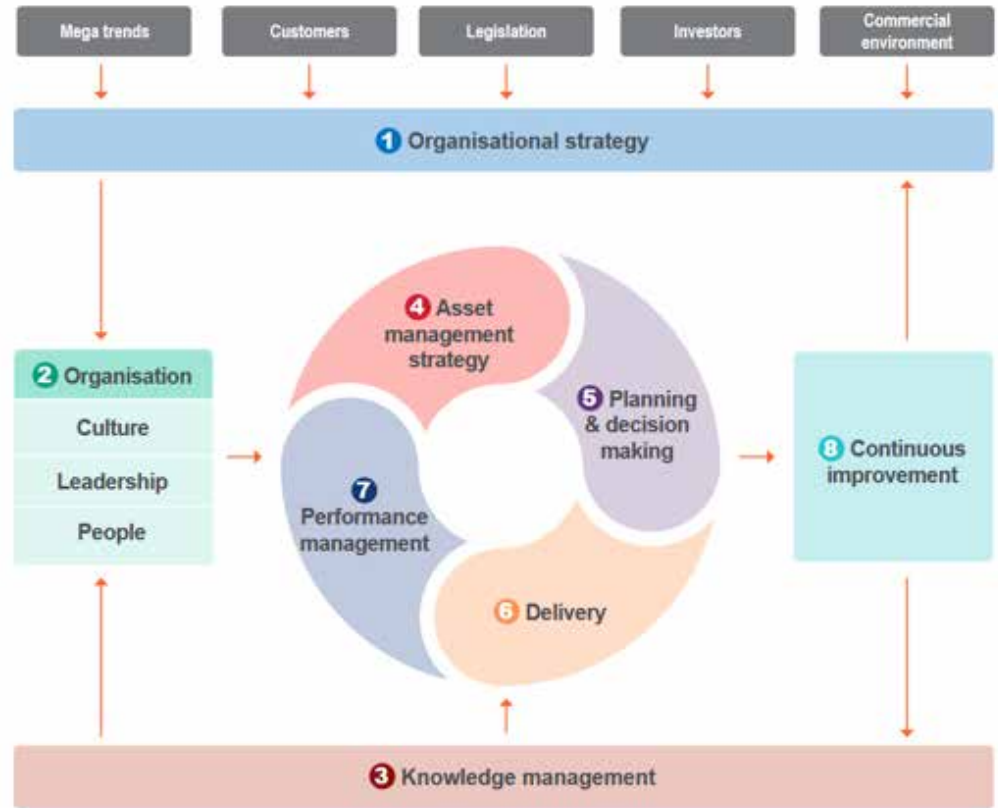 Mega trends
Customers
Legislation
Investors
Commercial
environment
1 Organisational strategy
2 Organisation
Culture
Leadership
People
4 Asset
management
strategy
5 Planning
& decision
making
7
Performance
management
6 Delivery
8 Continuous
improvement
3 Knowledge management